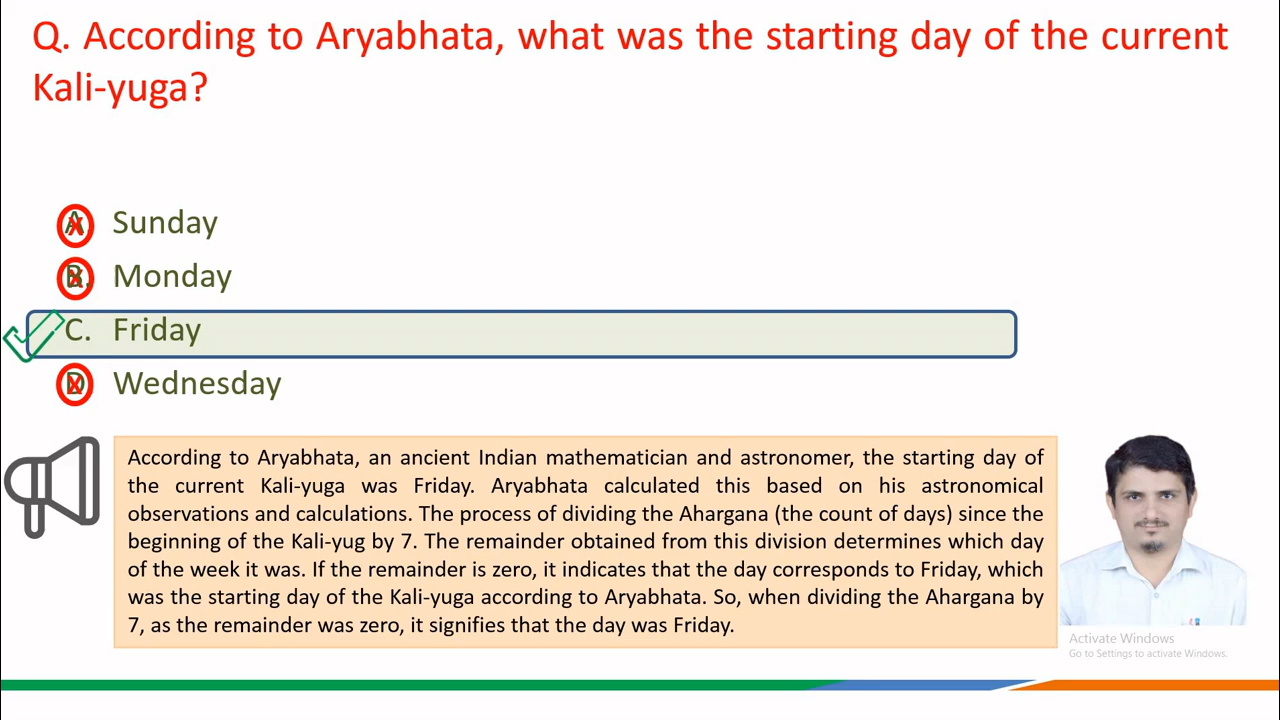 Q. According to Aryabhata, what was the starting day of the current
Kali-yuga?
A. Sunday
B. Monday
C. Friday
D. Wednesday
According to Aryabhata, an ancient Indian mathematician and astronomer, the starting day of
the current Kali-yuga was Friday. Aryabhata calculated this based on his astronomical
observations and calculations. The process of dividing the Ahargana (the count of days) since the
beginning of the Kali-yug by 7. The remainder obtained from this division determines which day
of the week it was. If the remainder is zero, it indicates that the day corresponds to Friday, which
was the starting day of the Kali-yuga according to Aryabhata. So, when dividing the Ahargana by
7, as the remainder was zero, it signifies that the day was Friday.
Activate Windows
Go to Settings to activate Windows.